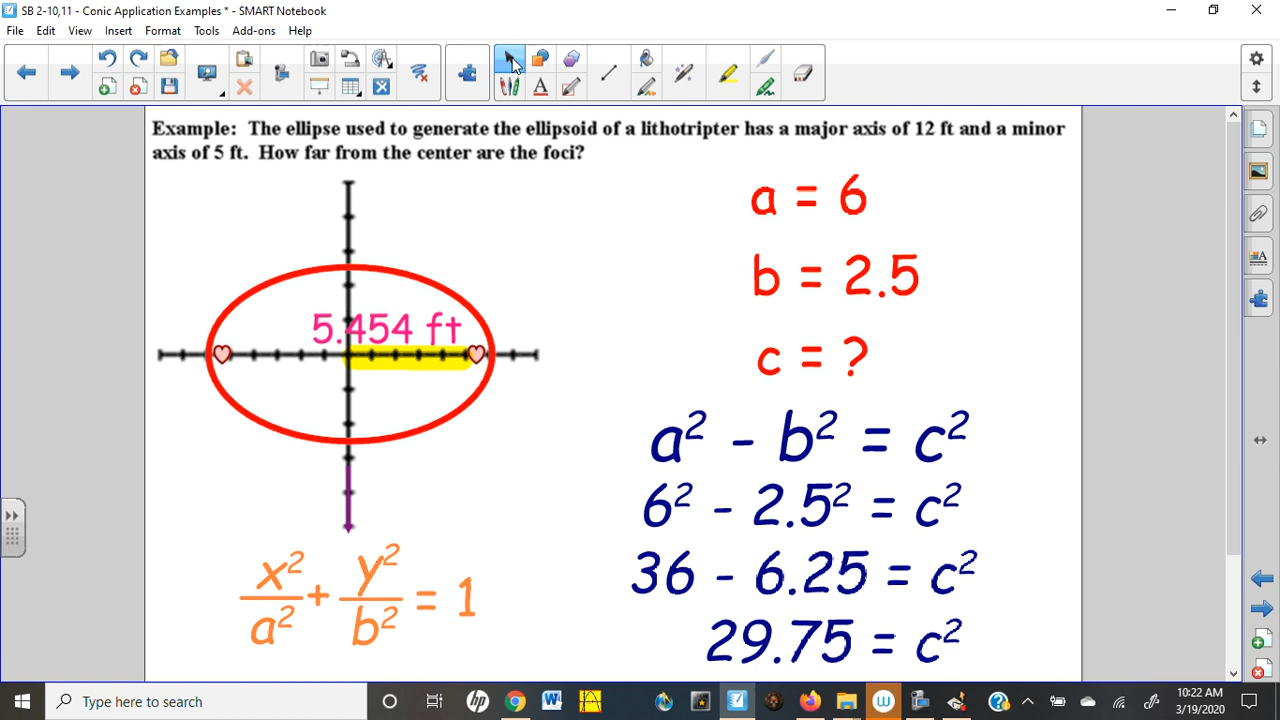 SB 2-10,11 - Conic Application Examples * - SMART Notebook
File Edit View Insert Format Tools Add-ons Help
Example: The ellipse used to generate the ellipsoid of a lithotripter has a major axis of 12 ft and a minor
axis of 5 ft. How far from the center are the foci?
a = 6
b = 2.5
5.454 ft
c = ?
a² - b² = c²
6² - 2.5² = c²
36 - 6.25 = c²
29.75 = c²
x²/a² + y²/b² = 1
Type here to search
10:22 AM
3/19/2020